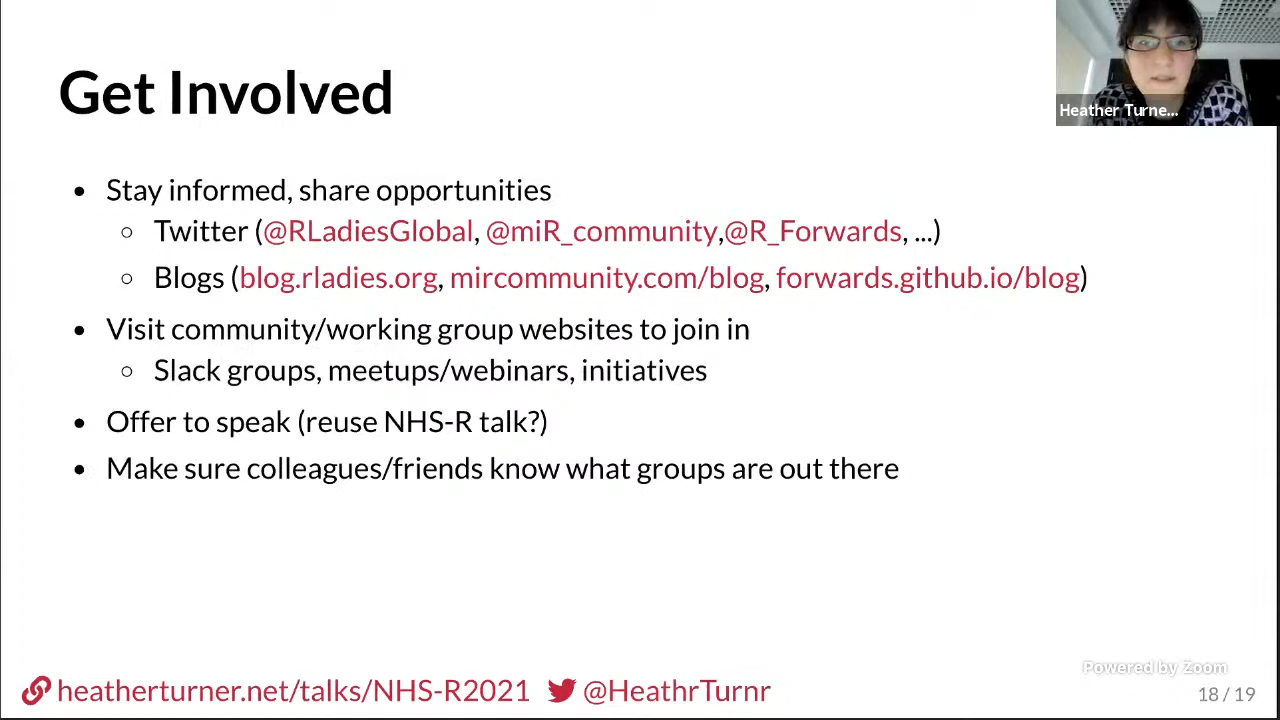 Get Involved
Heather Turne...
• Stay informed, share opportunities
○ Twitter (@RLadiesGlobal, @miR_community,@R_Forwards, ...)
○ Blogs (blog.rladies.org, mircommunity.com/blog, forwards.github.io/blog)
• Visit community/working group websites to join in
○ Slack groups, meetups/webinars, initiatives
• Offer to speak (reuse NHS-R talk?)
• Make sure colleagues/friends know what groups are out there
Powered by Zoom
heatherturner.net/talks/NHS-R2021 @HeathrTurnr
18 / 19